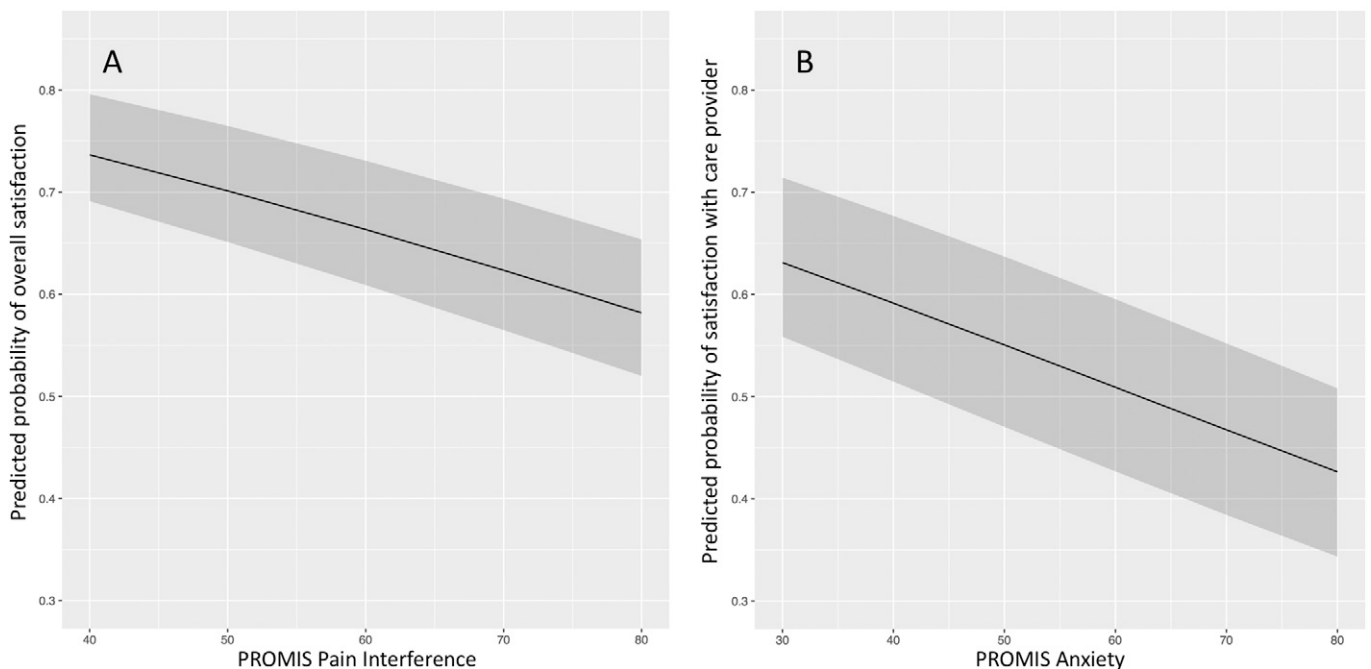 A
Predicted probability of overall satisfaction
0.8
0.7
0.6
0.5
0.4
0.3
40 50 60 70 80
PROMIS Pain Interference
B
Predicted probability of satisfaction with care provider
0.8
0.7
0.6
0.5
0.4
0.3
30 40 50 60 70 80
PROMIS Anxiety